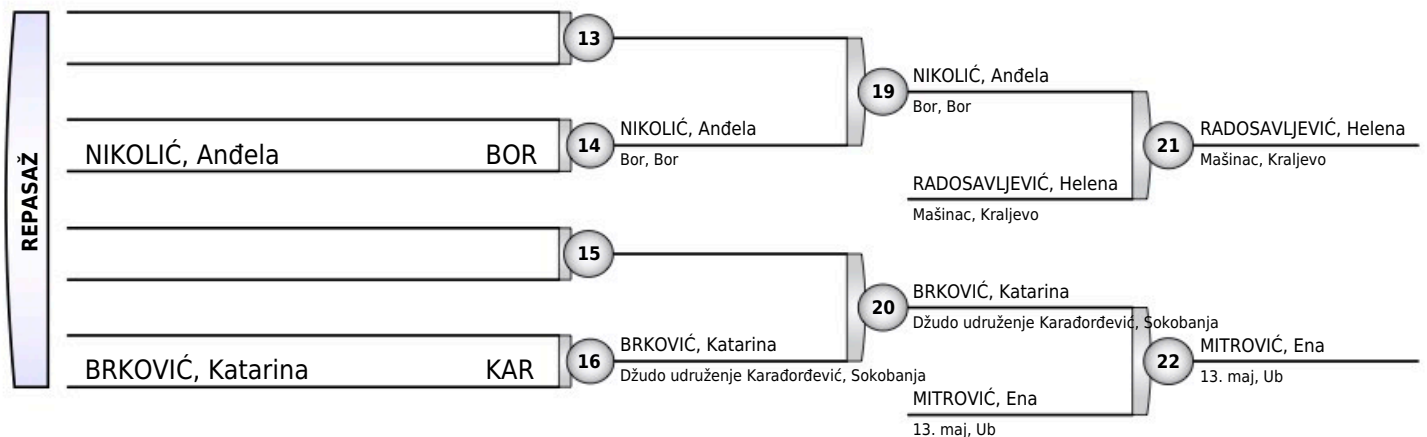 REPASAŽ
13
NIKOLIĆ, Anđela
Bor, Bor
19
NIKOLIĆ, Anđela BOR
14
NIKOLIĆ, Anđela
Bor, Bor
21
RADOSAVLJEVIĆ, Helena
Mašinac, Kraljevo
RADOSAVLJEVIĆ, Helena
Mašinac, Kraljevo
15
BRKOVIĆ, Katarina
Džudo udruženje Karađorđević, Sokobanja
20
BRKOVIĆ, Katarina KAR
16
BRKOVIĆ, Katarina
Džudo udruženje Karađorđević, Sokobanja
22
MITROVIĆ, Ena
13. maj, Ub
MITROVIĆ, Ena
13. maj, Ub